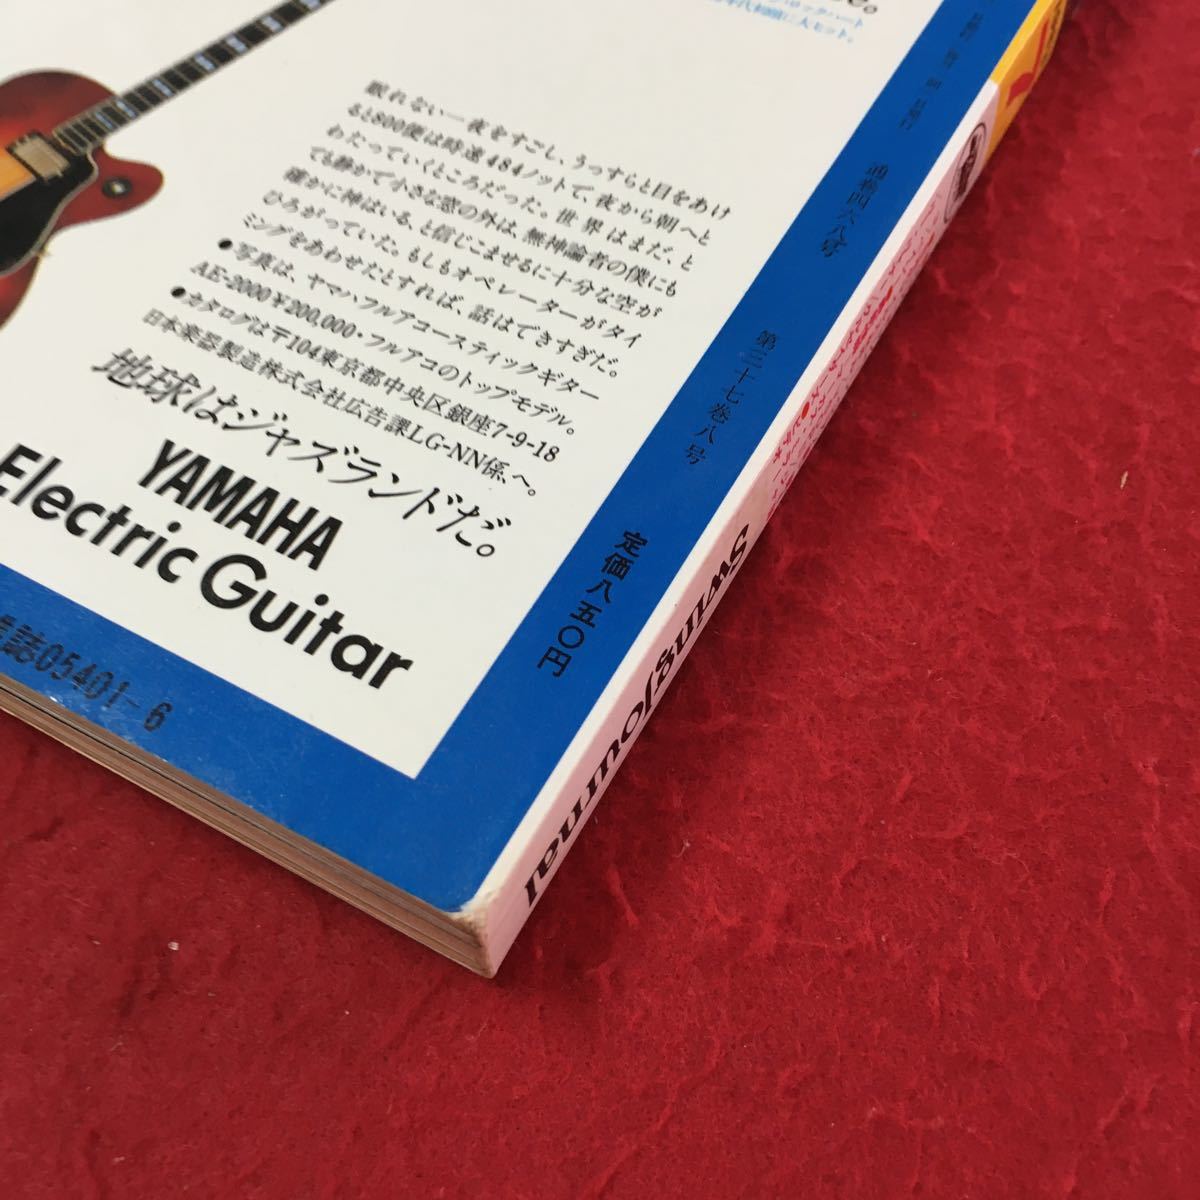 眠れない一夜をすごし、うっすらと目をあけ
ると800便は時速484ノットで、夜から朝へと
わたっていくところだった。世界はまだ、と
ても静かで小さな窓の外は、無神論者の僕にも
確かに神はいる、と信じこませるに十分な空が
ひろがっていた。もしもオペレーターがタイ
ミングをあわせたとすれば、話はできすぎだ。
●写真は、ヤマハフルアコースティックギター
AE-2000¥200,000・フルアコのトップモデル。
●カタログは〒104東京都中央区銀座7-9-18
日本楽器製造株式会社広告課LG-NN係、へ。
地球はジャズランドだ。
YAMAHA
Electric Guitar
雑誌05401-6
通巻四六八号
第三十七巻八号
定価八五〇円
Swing Journal